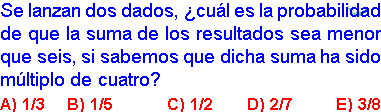 Se lanzan dos dados, ¿cuál es la probabilidad
de que la suma de los resultados sea menor
que seis, si sabemos que dicha suma ha sido
múltiplo de cuatro?
A) 1/3 B) 1/5 C) 1/2 D) 2/7 E) 3/8